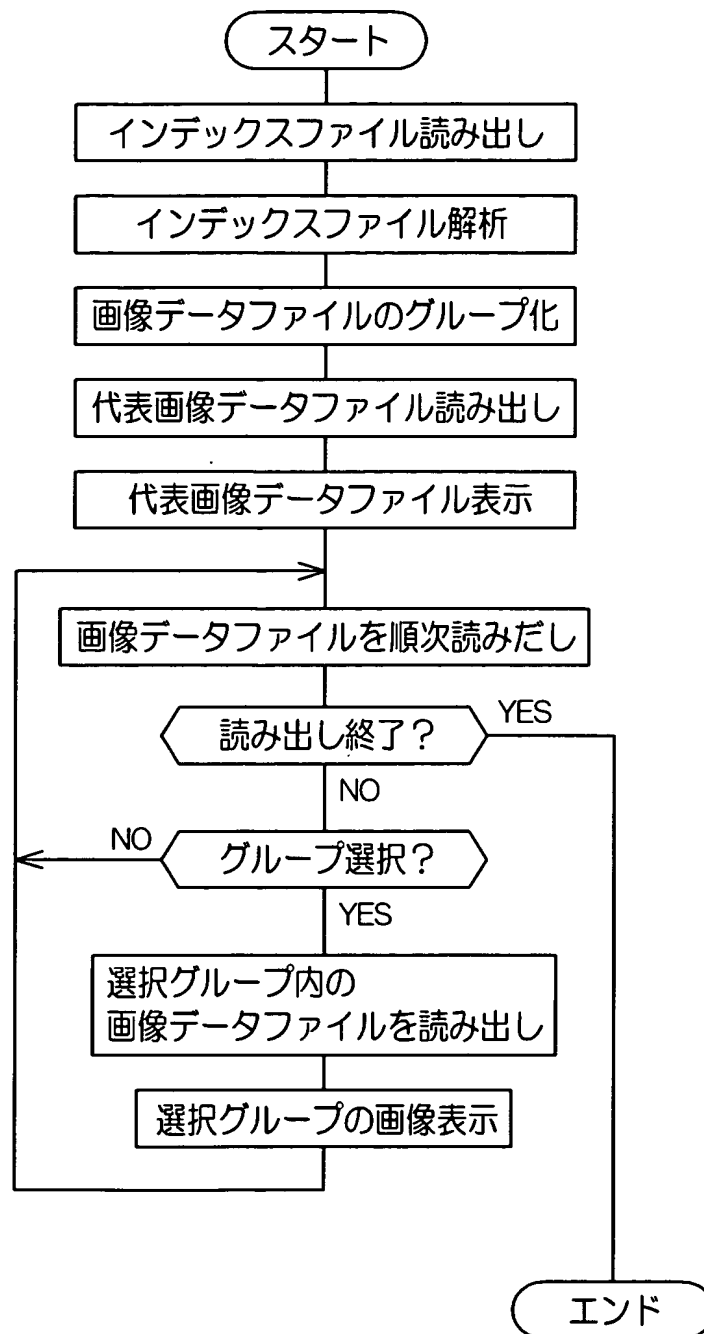 スタート
インデックスファイル読み出し
インデックスファイル解析
画像データファイルのグループ化
代表画像データファイル読み出し
代表画像データファイル表示
画像データファイルを順次読みだし
読み出し終了?
YES
NO
NO
グループ選択?
YES
選択グループ内の
画像データファイルを読み出し
選択グループの画像表示
エンド